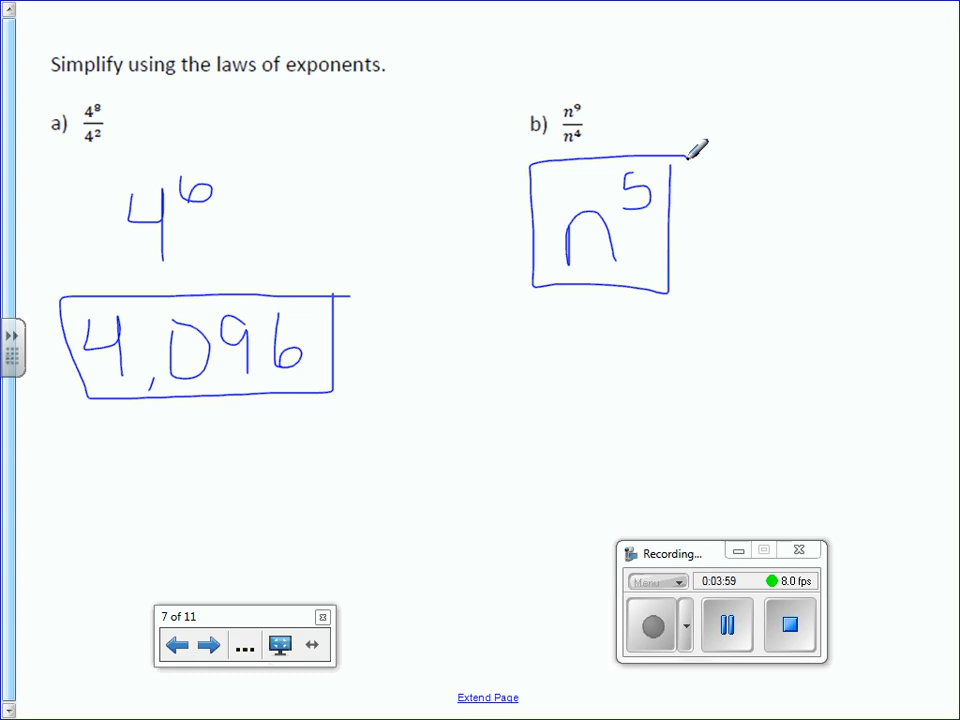 Simplify using the laws of exponents.
a) 4⁸/4²
b) n⁹/n⁴
4⁶
n⁵
4,096
Recording...
Menu
0:03:59
8.0 fps
7 of 11
...
Extend Page